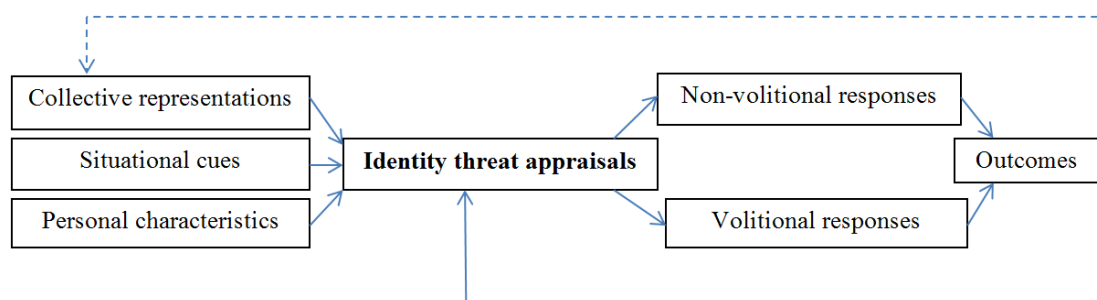 Collective representations
Situational cues
Personal characteristics
Identity threat appraisals
Non-volitional responses
Volitional responses
Outcomes